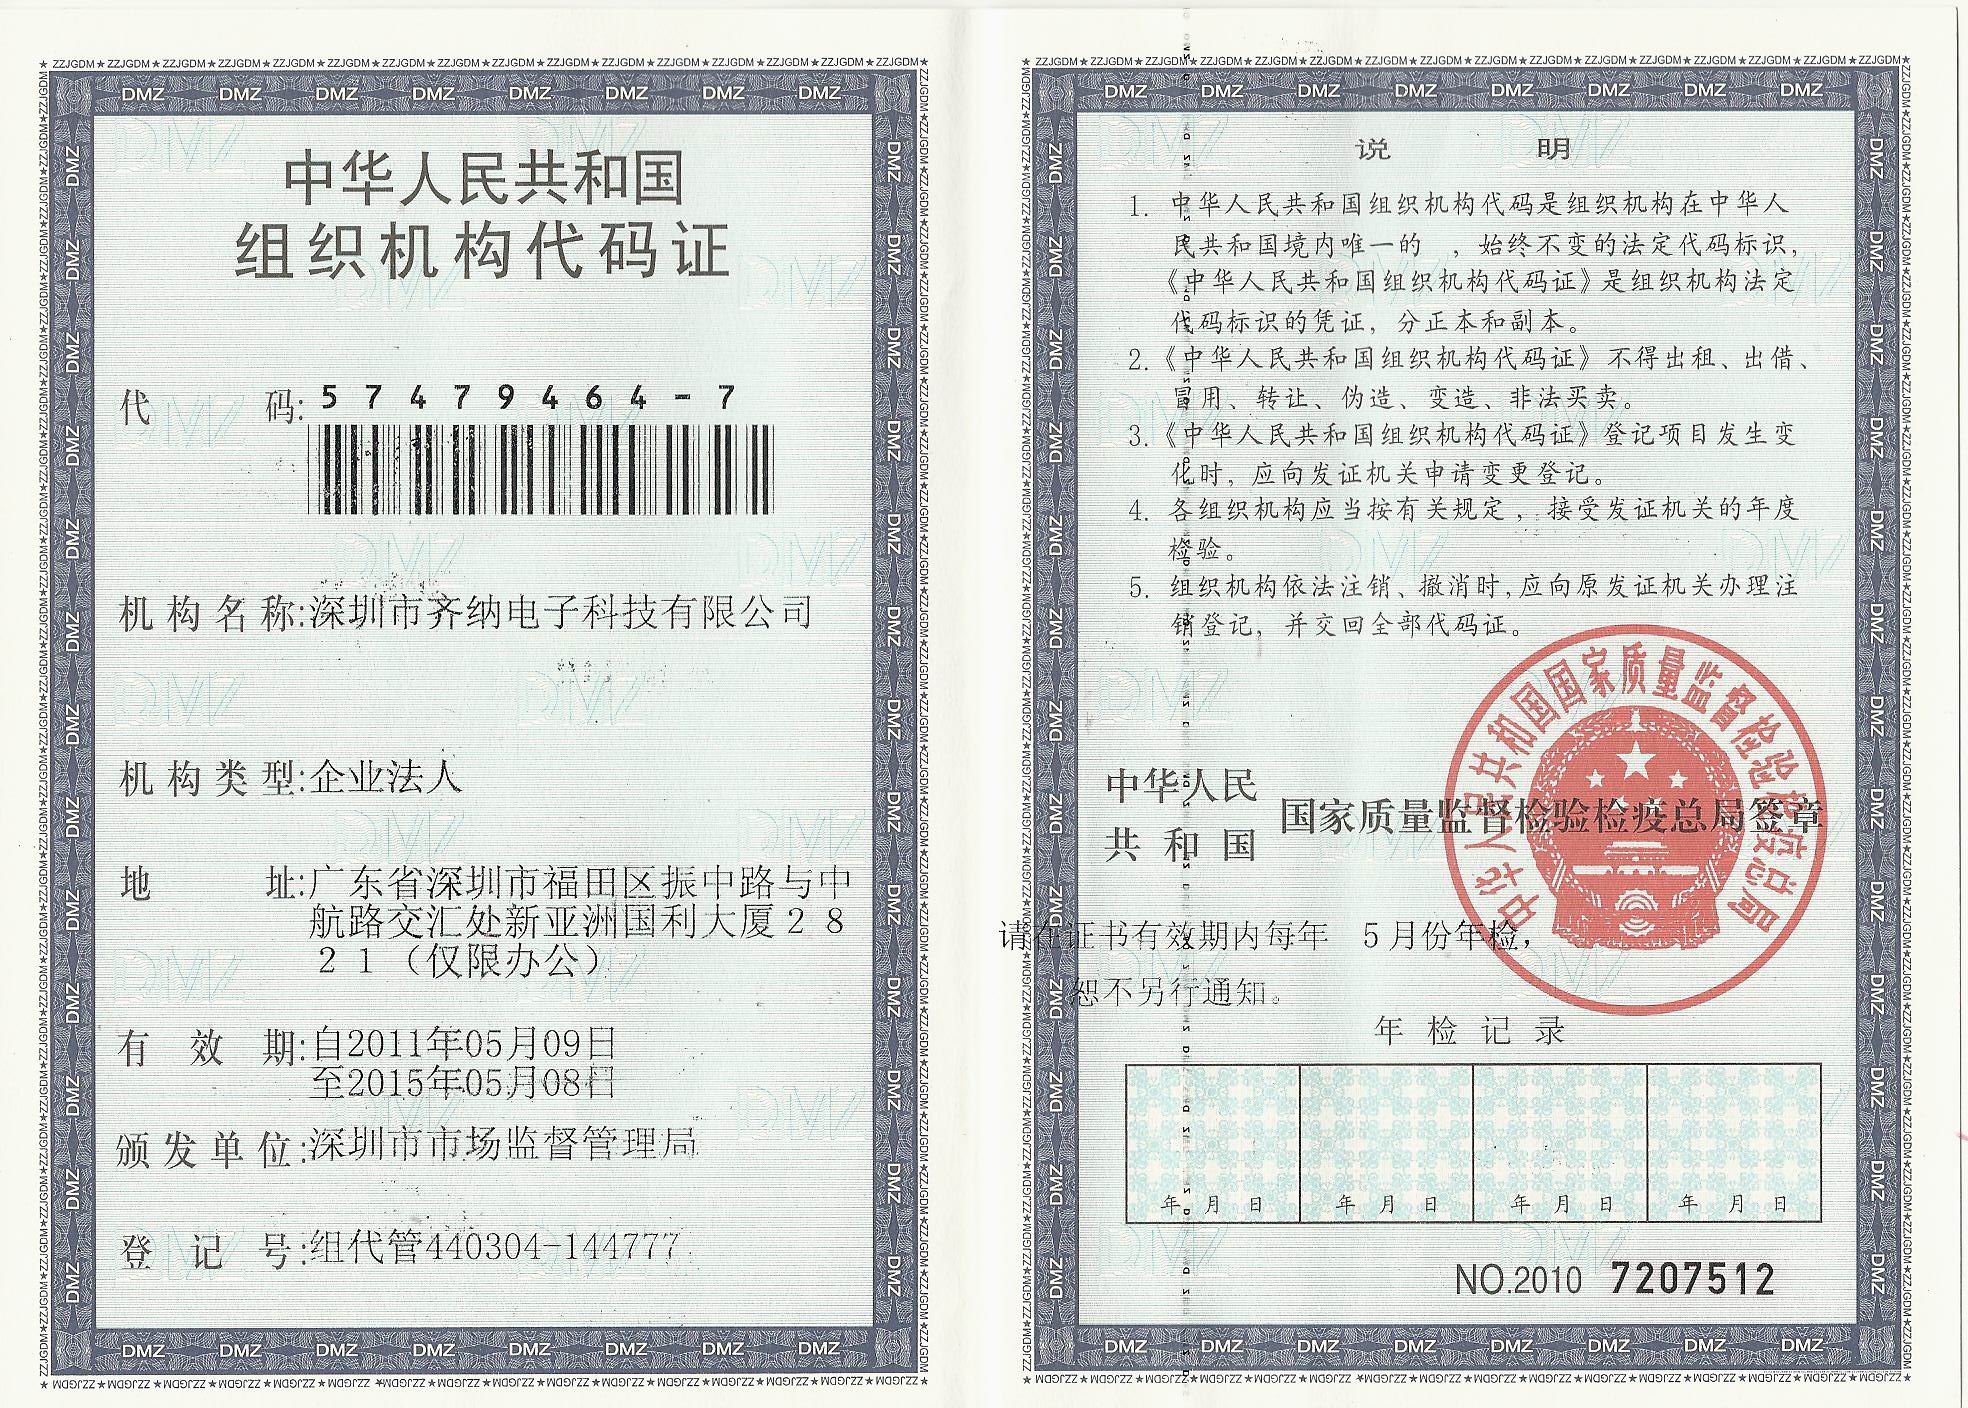 中华人民共和国
组织机构代码证
代 码:57479464-7
机构名称:深圳市齐纳电子科技有限公司
机构类型:企业法人
地 址:广东省深圳市福田区振中路与中
航路交汇处新亚洲国利大厦28
21（仅限办公）
有 效 期:自2011年05月09日
至2015年05月08日
颁发单位:深圳市市场监督管理局
登 记 号:组代管440304-144777
说 明
1. 中华人民共和国组织机构代码是组织机构在中华人
民共和国境内唯一的 ，始终不变的法定代码标识，
《中华人民共和国组织机构代码证》是组织机构法定
代码标识的凭证，分正本和副本。
2.《中华人民共和国组织机构代码证》不得出租、出借、
冒用、转让、伪造、变造、非法买卖。
3.《中华人民共和国组织机构代码证》登记项目发生变
化时，应向发证机关申请变更登记。
4. 各组织机构应当按有关规定，接受发证机关的年度
检验。
5. 组织机构依法注销、撤消时,应向原发证机关办理注
销登记，并交回全部代码证。
中华人民共和国国家质量监督检验检疫总局
中华人民
共和国 国家质量监督检验检疫总局签章
请在证书有效期内每年 5月份年检，
恕不另行通知。
年检记录
年 月 日 年 月 日 年 月 日 年 月 日
NO.2010 7207512